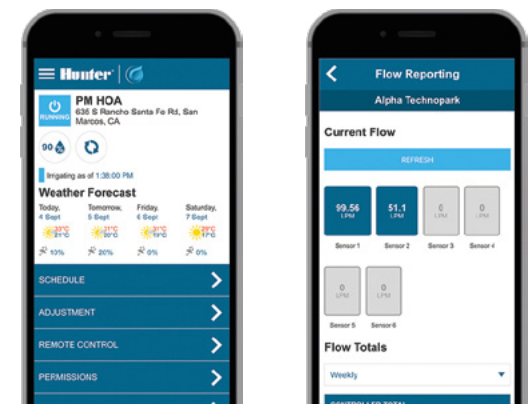 Hunter
PM HOA
RUNNING
635 S Rancho Santa Fe Rd, San
Marcos, CA
90
Irrigating as of 1:38:00 PM
Weather Forecast
Today, Tomorrow, Friday, Saturday,
4 Sept 5 Sept 6 Sept 7 Sept
10% 20% 0% 0%
SCHEDULE
ADJUSTMENT
REMOTE CONTROL
PERMISSIONS
Flow Reporting
Alpha Technopark
Current Flow
REFRESH
99.56 51.1 0 0
LPM LPM LPM LPM
Sensor 1 Sensor 2 Sensor 3 Sensor 4
0 0
LPM LPM
Sensor 5 Sensor 6
Flow Totals
Weekly
CONTROLLER TOTAL